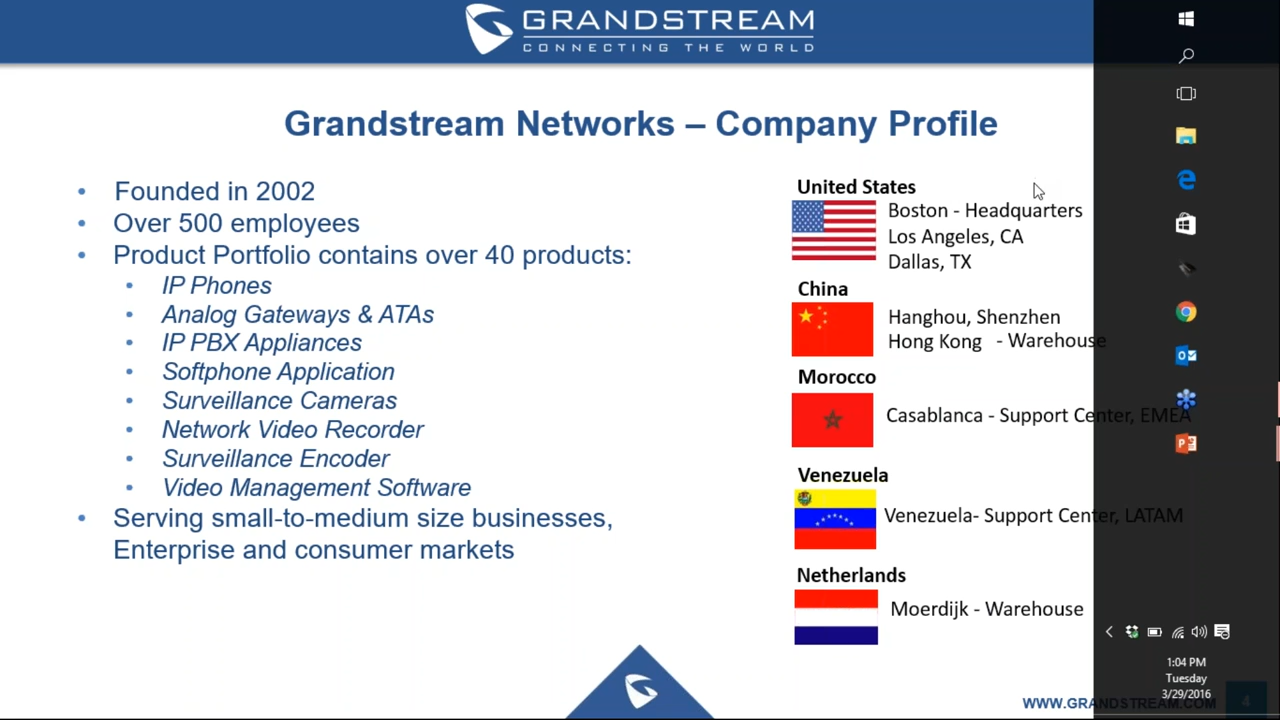 GRANDSTREAM
CONNECTING THE WORLD
Grandstream Networks – Company Profile
• Founded in 2002
• Over 500 employees
• Product Portfolio contains over 40 products:
• IP Phones
• Analog Gateways & ATAs
• IP PBX Appliances
• Softphone Application
• Surveillance Cameras
• Network Video Recorder
• Surveillance Encoder
• Video Management Software
• Serving small-to-medium size businesses,
Enterprise and consumer markets
United States
Boston - Headquarters
Los Angeles, CA
Dallas, TX
China
Hanghou, Shenzhen
Hong Kong - Warehouse
Morocco
Casablanca - Support Center, EMEA
Venezuela
Venezuela- Support Center, LATAM
Netherlands
Moerdijk - Warehouse
WWW.GRANDSTREAM.COM
4
1:04 PM
Tuesday
3/29/2016